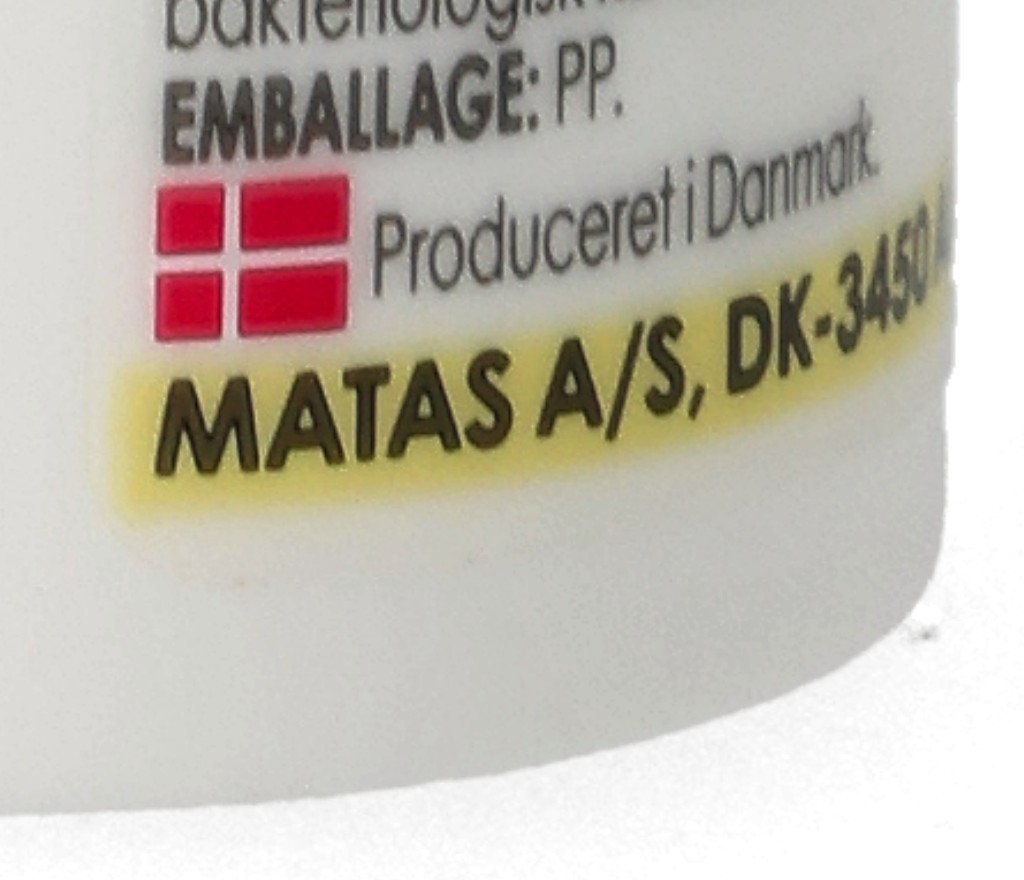 EMBALLAGE: PP.
Produceret i Danmark.
MATAS A/S, DK-3450